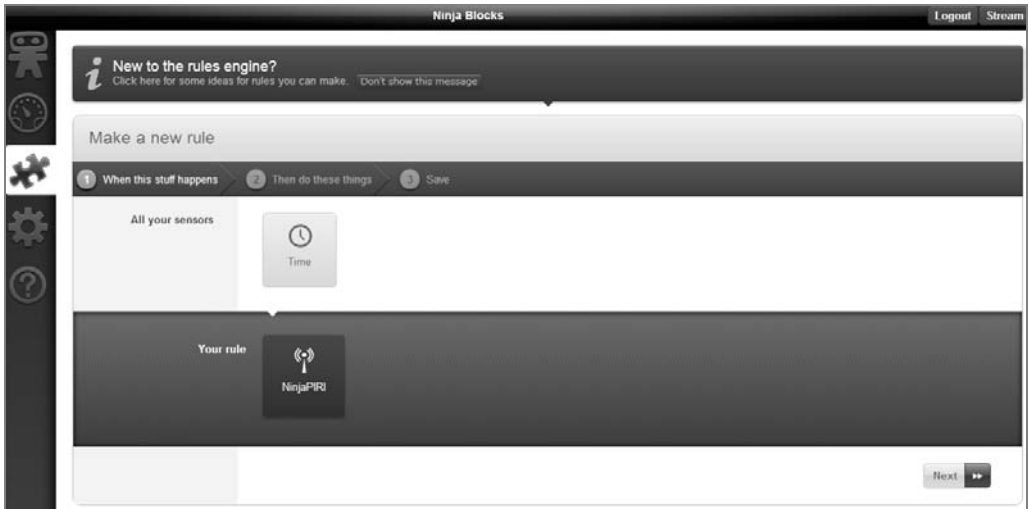 Ninja Blocks
Logout Stream
New to the rules engine?
Click here for some ideas for rules you can make. Don't show this message
Make a new rule
1 When this stuff happens 2 Then do these things 3 Save
All your sensors
Time
Your rule
NinjaPIRI
Next